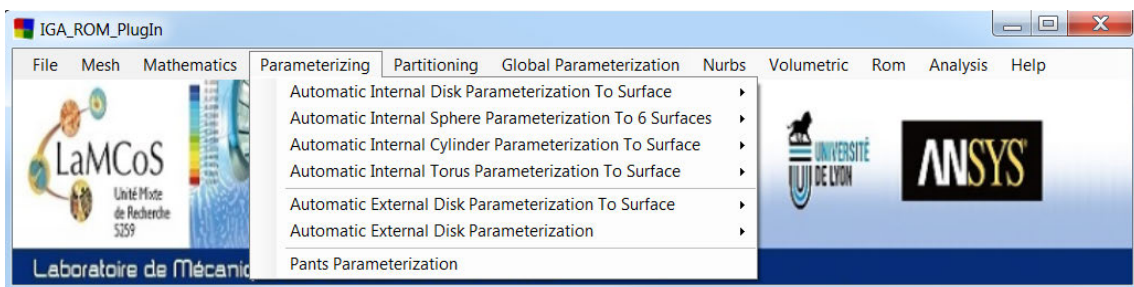 IGA_ROM_PlugIn
File Mesh Mathematics Parameterizing Partitioning Global Parameterization Nurbs Volumetric Rom Analysis Help
Automatic Internal Disk Parameterization To Surface
Automatic Internal Sphere Parameterization To 6 Surfaces
Automatic Internal Cylinder Parameterization To Surface
Automatic Internal Torus Parameterization To Surface
Automatic External Disk Parameterization To Surface
Automatic External Disk Parameterization
Pants Parameterization
LaMCoS
Unité Mixte
de Recherche
5259
UNIVERSITÉ
DE LYON
ANSYS
Laboratoire de